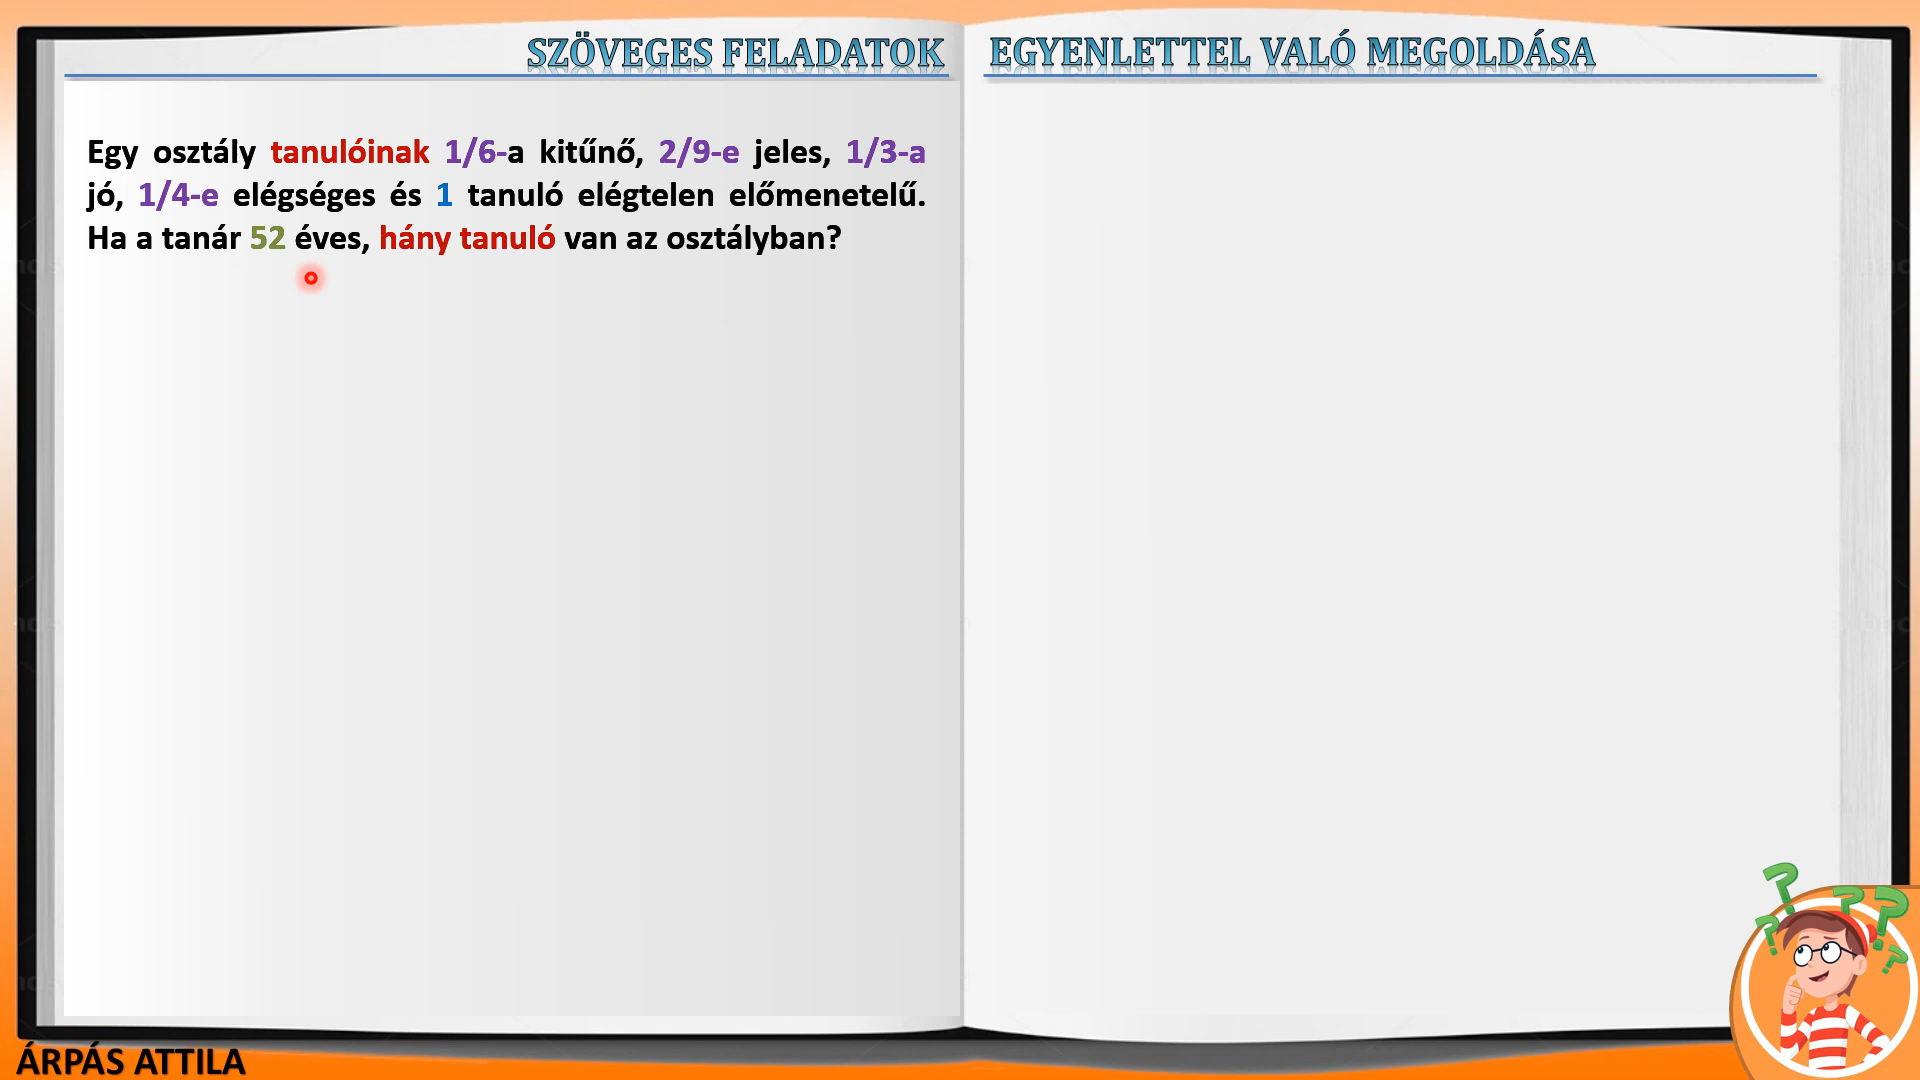 SZÖVEGES FELADATOK
EGYENLETTEL VALÓ MEGOLDÁSA
Egy osztály tanulóinak 1/6-a kitűnő, 2/9-e jeles, 1/3-a
jó, 1/4-e elégséges és 1 tanuló elégtelen előmenetelű.
Ha a tanár 52 éves, hány tanuló van az osztályban?
ÁRPÁS ATTILA